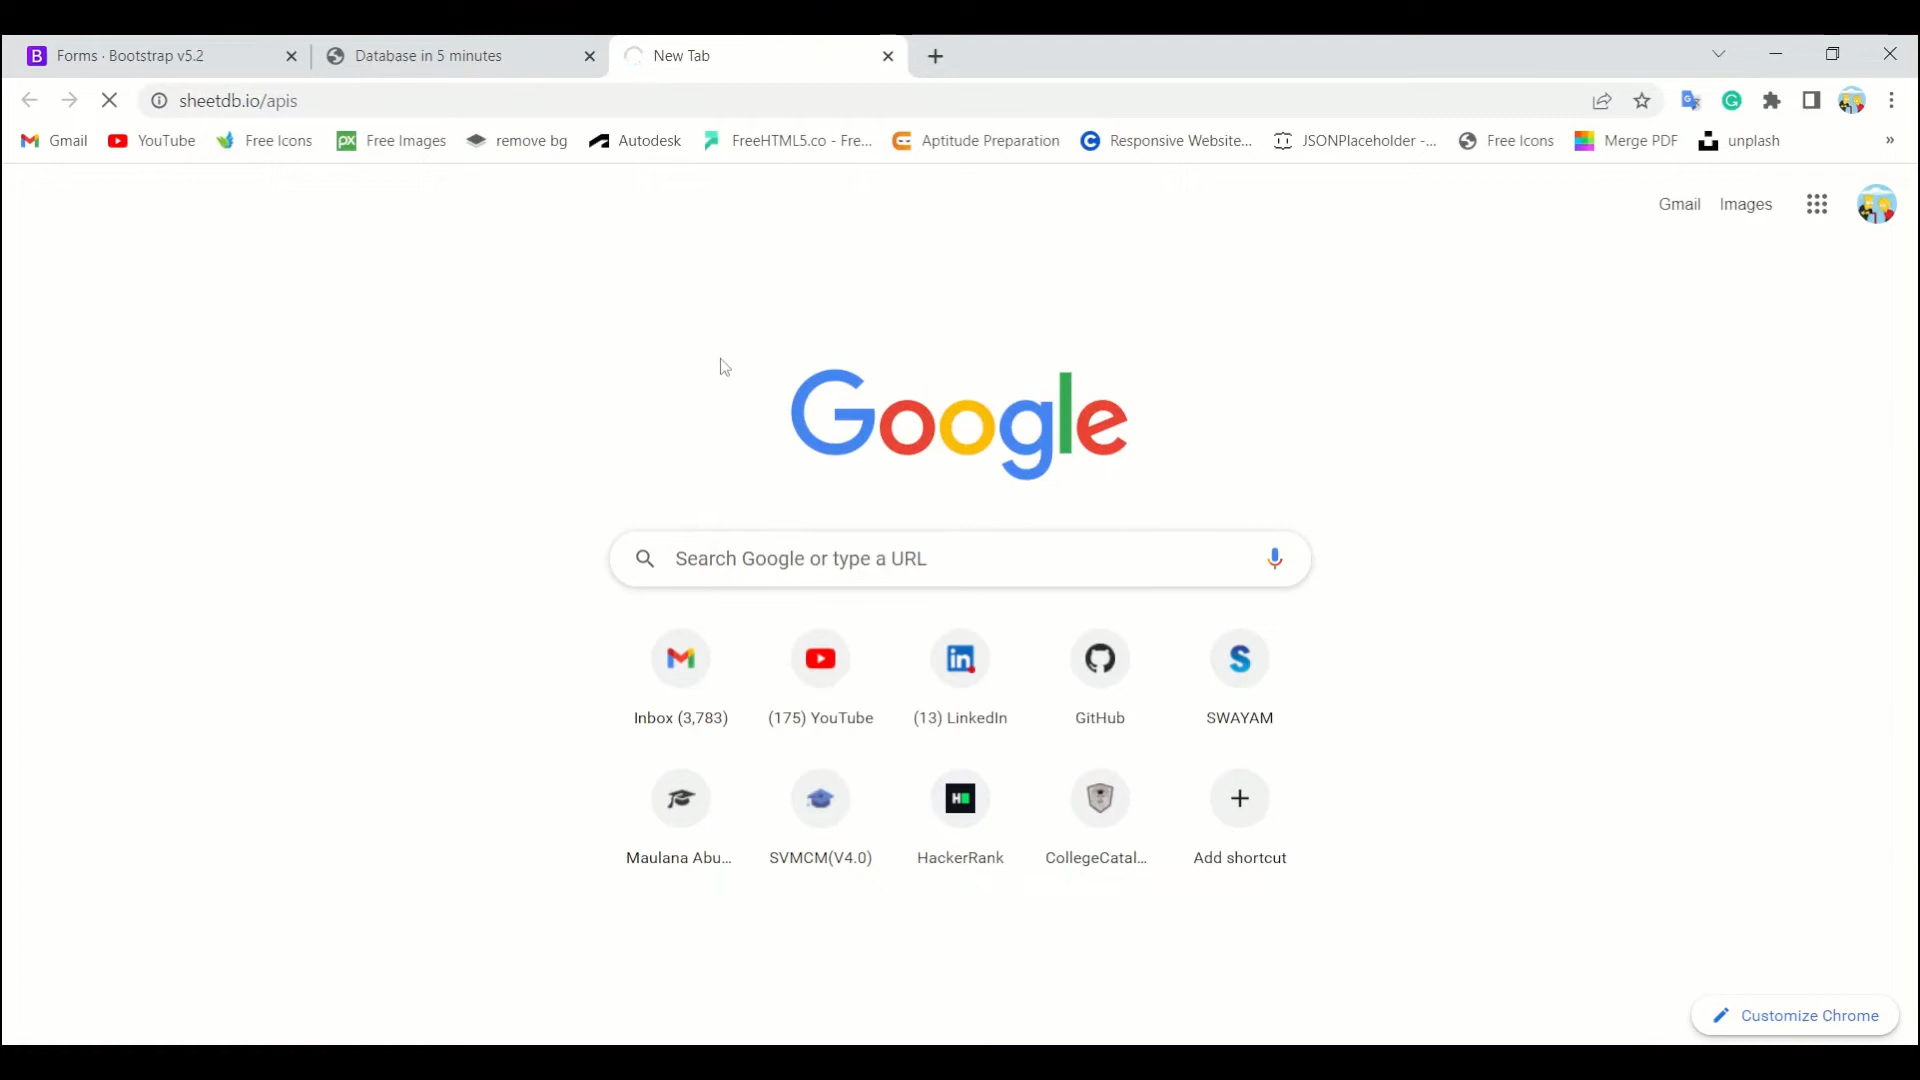 Forms · Bootstrap v5.2
Database in 5 minutes
New Tab
sheetdb.io/apis
Gmail
YouTube
Free Icons
px Free Images
remove bg
Autodesk
FreeHTML5.co - Fre...
Aptitude Preparation
Responsive Website...
JSONPlaceholder -...
Free Icons
Merge PDF
unplash
»
Gmail Images
Google
Search Google or type a URL
Inbox (3,783)
(175) YouTube
(13) LinkedIn
GitHub
SWAYAM
Maulana Abu...
SVMCM(V4.0)
HackerRank
CollegeCatal...
Add shortcut
Customize Chrome